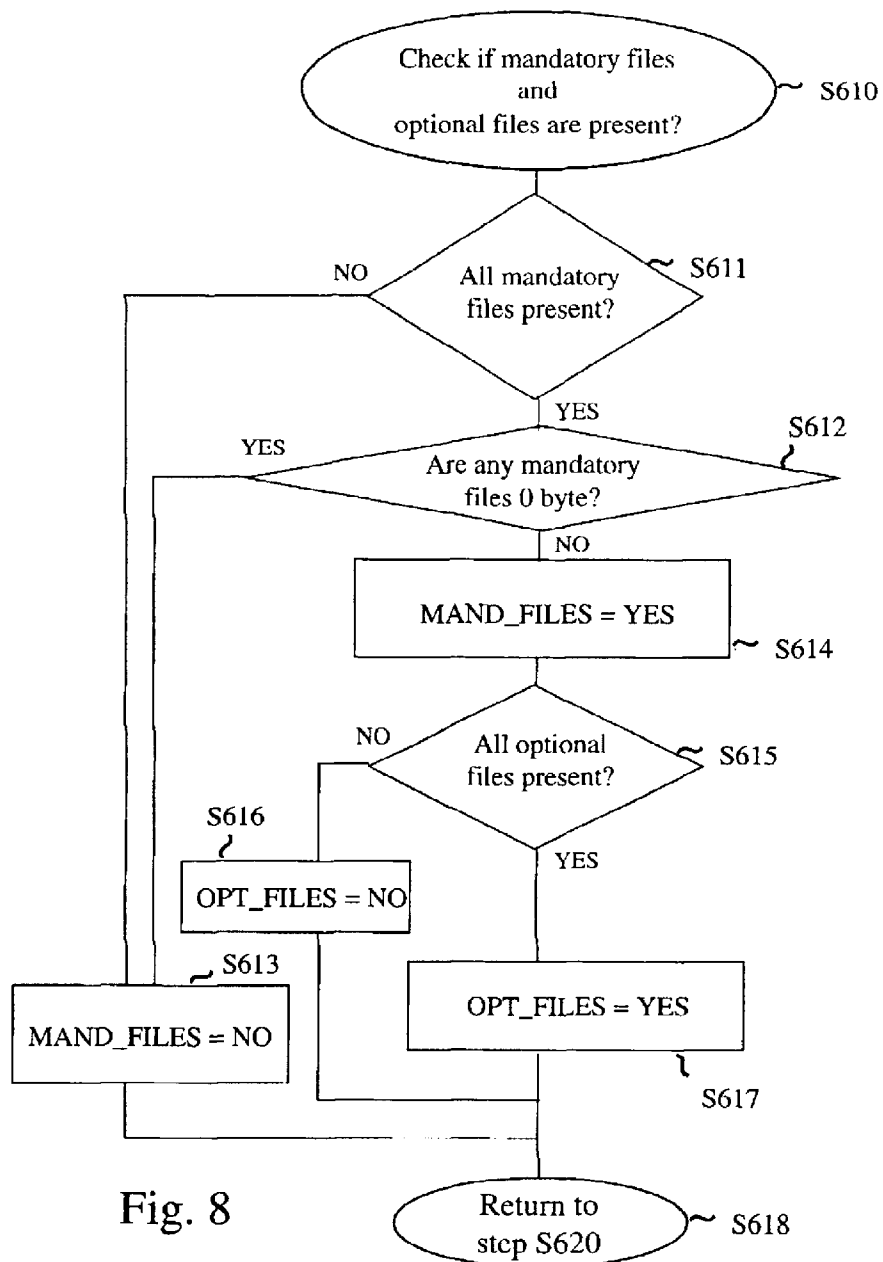 Check if mandatory files
and
optional files are present?
S610
All mandatory
files present?
S611
NO
YES
S612
Are any mandatory
files 0 byte?
YES
NO
MAND_FILES = YES
S614
All optional
files present?
S615
NO
YES
S616
OPT_FILES = NO
S613
MAND_FILES = NO
OPT_FILES = YES
S617
Return to
step S620
S618
Fig. 8